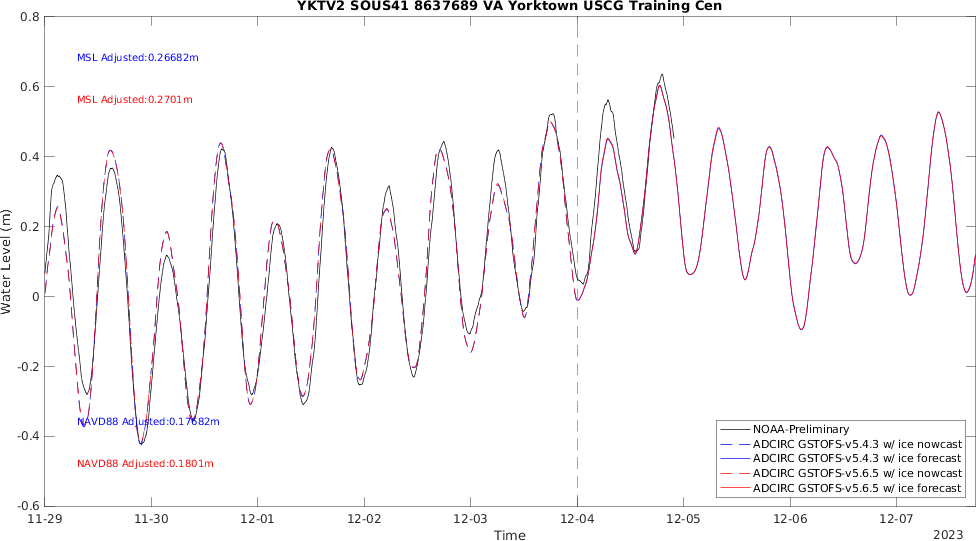 YKTV2 SOUS41 8637689 VA Yorktown USCG Training Cen
0.8
0.6
0.4
0.2
0
-0.2
-0.4
-0.6
Water Level (m)
MSL Adjusted:0.26682m
MSL Adjusted:0.2701m
NAVD88 Adjusted:0.17682m
NAVD88 Adjusted:0.1801m
NOAA-Preliminary
ADCIRC GSTOFS-v5.4.3 w/ ice nowcast
ADCIRC GSTOFS-v5.4.3 w/ ice forecast
ADCIRC GSTOFS-v5.6.5 w/ ice nowcast
ADCIRC GSTOFS-v5.6.5 w/ ice forecast
11-29 11-30 12-01 12-02 12-03 12-04 12-05 12-06 12-07
Time
2023